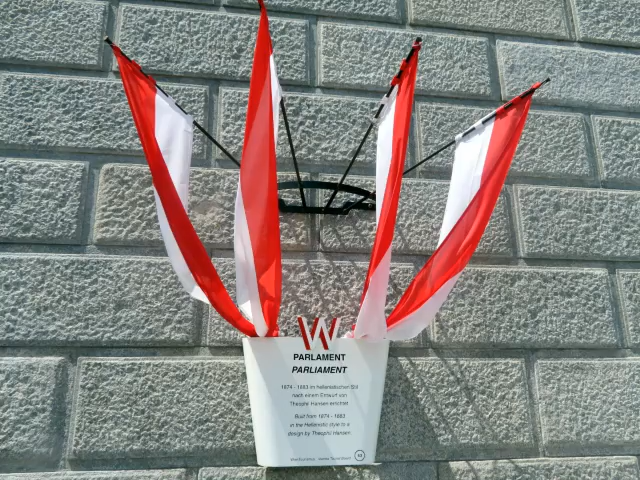 W
PARLAMENT
PARLIAMENT
1874 - 1883 im hellenistischen Stil
nach einem Entwurf von
Theophil Hansen errichtet
Built from 1874 - 1883
in the Hellenistic style to a
design by Theophil Hansen